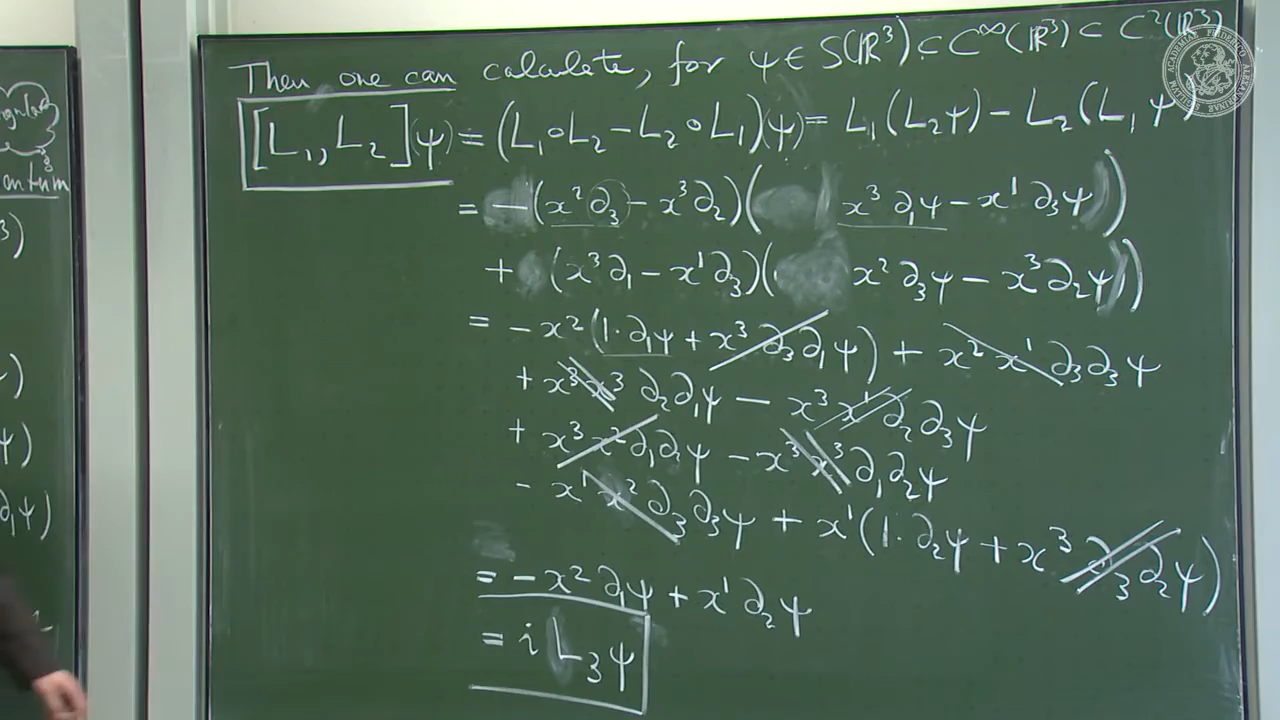 Then one can calculate, for ψ ∈ S(ℝ³) ⊂ C^∞(ℝ³) ⊂ C²(ℝ³)
[L₁, L₂](ψ) = (L₁∘L₂ − L₂∘L₁)(ψ) = L₁(L₂ψ) − L₂(L₁ψ)
= −(x²∂₃ − x³∂₂)(x³∂₁ψ − x¹∂₃ψ)
+ (x³∂₁ − x¹∂₃)(x²∂₃ψ − x³∂₂ψ)
= −x²(1·∂₁ψ + x³∂₃∂₁ψ) + x²x¹∂₃∂₃ψ
+ x³x³∂₂∂₁ψ − x³x¹∂₂∂₃ψ
+ x³x²∂₁∂₂ψ − x³x³∂₁∂₂ψ
− x¹x²∂₃∂₃ψ + x¹(1·∂₂ψ + x³∂₃∂₂ψ)
= −x²∂₁ψ + x¹∂₂ψ
= i L₃ψ